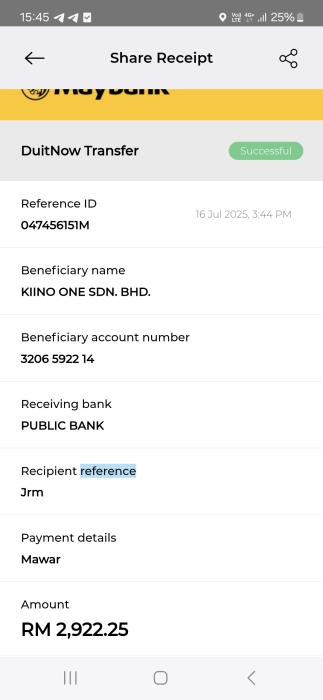 15:45
VoI) 4G+
LTE
25%
Share Receipt
Maybank
DuitNow Transfer
Successful
Reference ID
16 Jul 2025, 3:44 PM
047456151M
Beneficiary name
KIINO ONE SDN. BHD.
Beneficiary account number
3206 5922 14
Receiving bank
PUBLIC BANK
Recipient reference
Jrm
Payment details
Mawar
Amount
RM 2,922.25